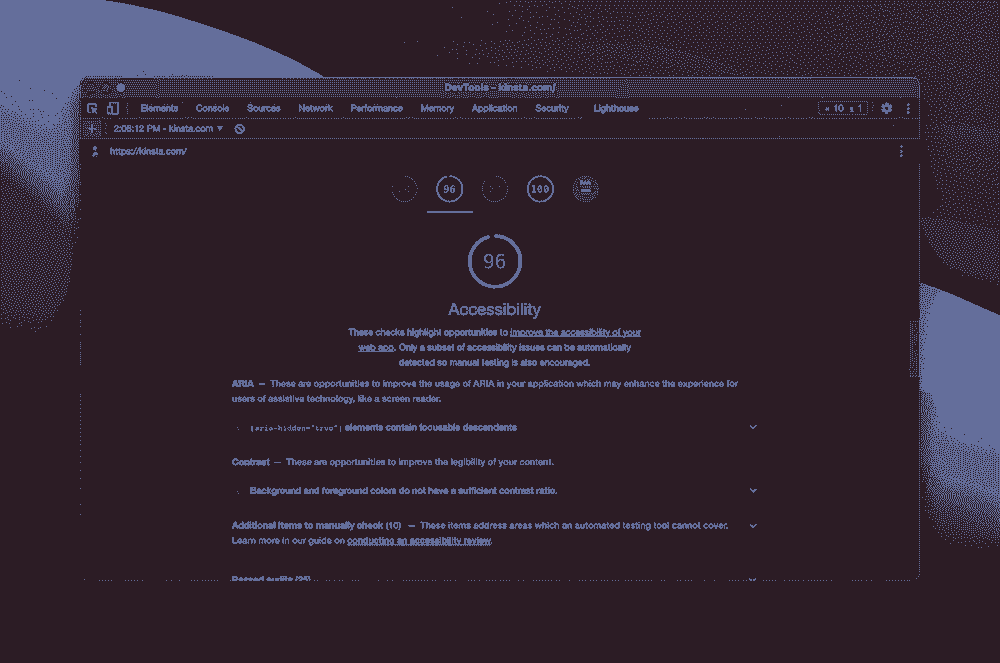 DevTools - kinsta.com/
Elements Console Sources Network Performance Memory Application Security Lighthouse 10 1
2:06:12 PM - kinsta.com
https://kinsta.com/
96 100
96
Accessibility
These checks highlight opportunities to improve the accessibility of your
web app. Only a subset of accessibility issues can be automatically
detected so manual testing is also encouraged.
ARIA — These are opportunities to improve the usage of ARIA in your application which may enhance the experience for
users of assistive technology, like a screen reader.
[aria-hidden="true"] elements contain focusable descendents
Contrast — These are opportunities to improve the legibility of your content.
Background and foreground colors do not have a sufficient contrast ratio.
Additional items to manually check (10) — These items address areas which an automated testing tool cannot cover.
Learn more in our guide on conducting an accessibility review.
Passed audits